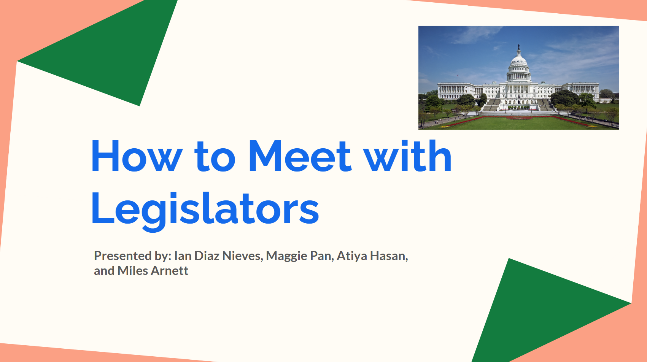 How to Meet with
Legislators
Presented by: Ian Diaz Nieves, Maggie Pan, Atiya Hasan,
and Miles Arnett